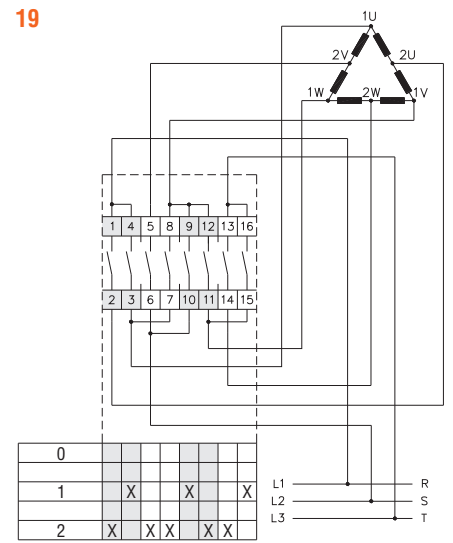 19
1U
2V 2U
1W 2W 1V
1 4 5 8 9 12 13 16
2 3 6 7 10 11 14 15
0
1 X X X
2 X X X X X
L1 R
L2 S
L3 T